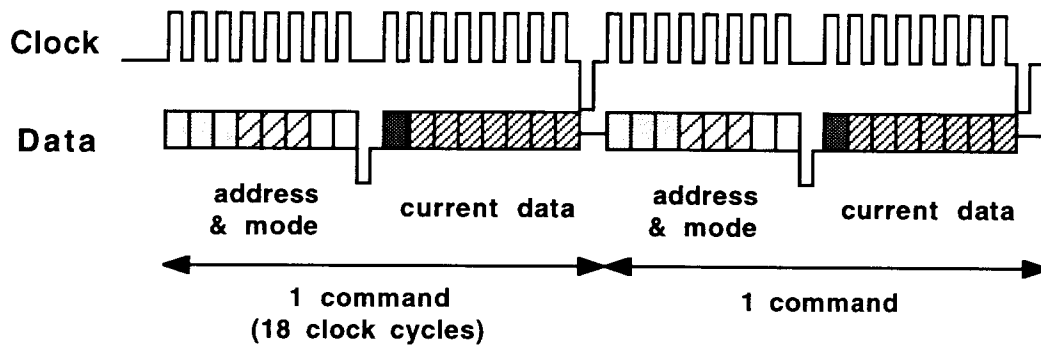 Clock
Data
address
& mode
current data
address
& mode
current data
1 command
(18 clock cycles)
1 command